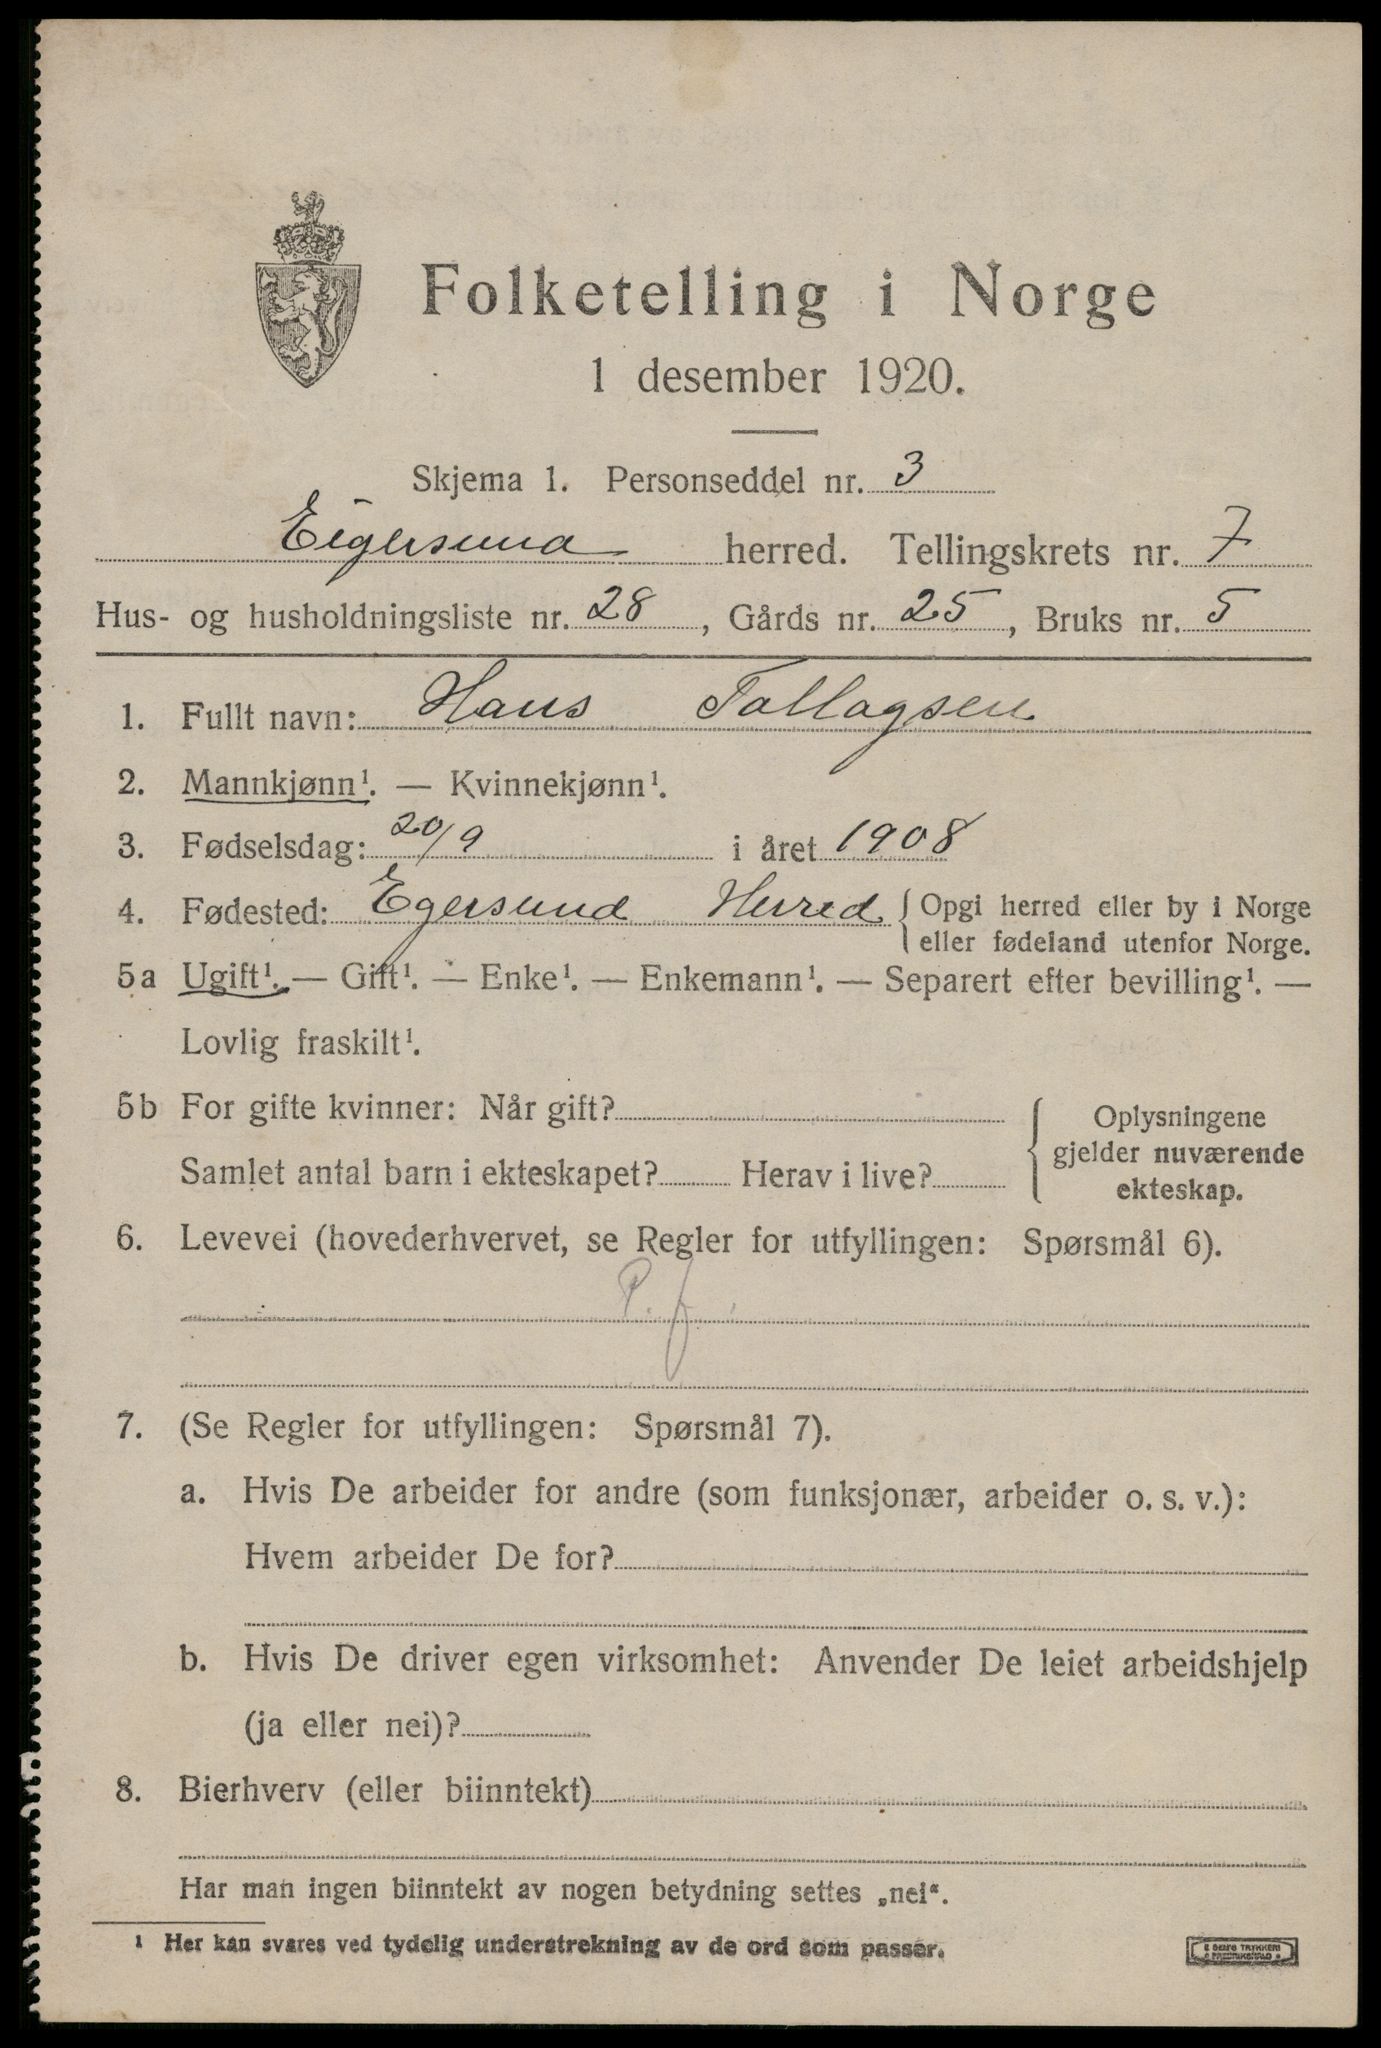 Folketelling i Norge
1 desember 1920.
Skjema 1. Personseddel nr. 3
Eigersund herred. Tellingskrets nr. 7
Hus- og husholdningsliste nr. 28, Gårds nr. 25, Bruks nr. 5
1. Fullt navn: Hans Tollagsen
2. Mannkjønn¹. — Kvinnekjønn¹.
3. Fødselsdag: 20/9 i året 1908
4. Fødested: Egersund Herred { Opgi herred eller by i Norge
eller fødeland utenfor Norge.
5a Ugift¹. — Gift¹. — Enke¹. — Enkemann¹. — Separert efter bevilling¹. —
Lovlig fraskilt¹.
5b For gifte kvinner: Når gift?
Samlet antal barn i ekteskapet? Herav i live?
Oplysningene
gjelder nuværende
ekteskap.
6. Levevei (hovederhvervet, se Regler for utfyllingen: Spørsmål 6).
P. f.
7. (Se Regler for utfyllingen: Spørsmål 7).
a. Hvis De arbeider for andre (som funksjonær, arbeider o. s. v.):
Hvem arbeider De for?
b. Hvis De driver egen virksomhet: Anvender De leiet arbeidshjelp
(ja eller nei)?
8. Bierhverv (eller biinntekt)
Har man ingen biinntekt av nogen betydning settes „nei“.
¹ Her kan svares ved tydelig understrekning av de ord som passer.
TRYKKERI